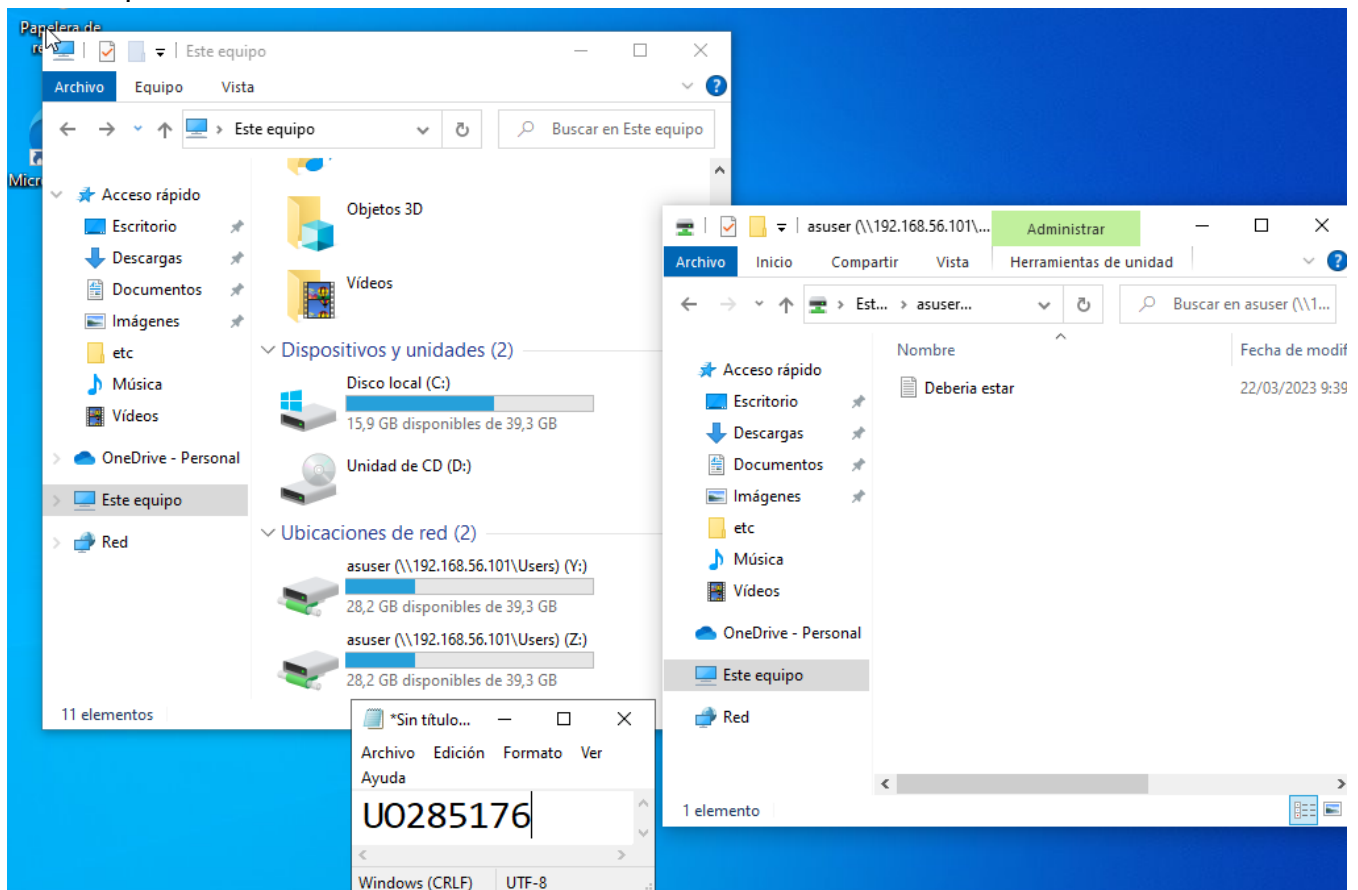 Papelera de
Este equipo
Archivo Equipo Vista
Este equipo
Buscar en Este equipo
Acceso rápido
Escritorio
Descargas
Documentos
Imágenes
etc
Música
Vídeos
OneDrive - Personal
Este equipo
Red
Objetos 3D
Vídeos
Dispositivos y unidades (2)
Disco local (C:)
15,9 GB disponibles de 39,3 GB
Unidad de CD (D:)
Ubicaciones de red (2)
asuser (\\192.168.56.101\Users) (Y:)
28,2 GB disponibles de 39,3 GB
asuser (\\192.168.56.101\Users) (Z:)
28,2 GB disponibles de 39,3 GB
11 elementos
*Sin título...
Archivo Edición Formato Ver
Ayuda
UO285176
Windows (CRLF) UTF-8
asuser (\\192.168.56.101\... Administrar
Archivo Inicio Compartir Vista Herramientas de unidad
Est... asuser...
Buscar en asuser (\\1...
Nombre Fecha de modif
Deberia estar 22/03/2023 9:39
Acceso rápido
Escritorio
Descargas
Documentos
Imágenes
etc
Música
Vídeos
OneDrive - Personal
Este equipo
Red
1 elemento